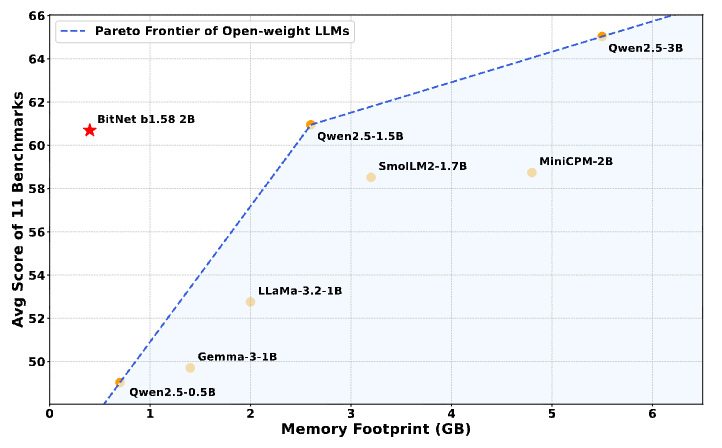 66
64
62
60
58
56
54
52
50
Avg Score of 11 Benchmarks
Pareto Frontier of Open-weight LLMs
Qwen2.5-3B
BitNet b1.58 2B
Qwen2.5-1.5B
SmolLM2-1.7B
MiniCPM-2B
LLaMa-3.2-1B
Gemma-3-1B
Qwen2.5-0.5B
0 1 2 3 4 5 6
Memory Footprint (GB)